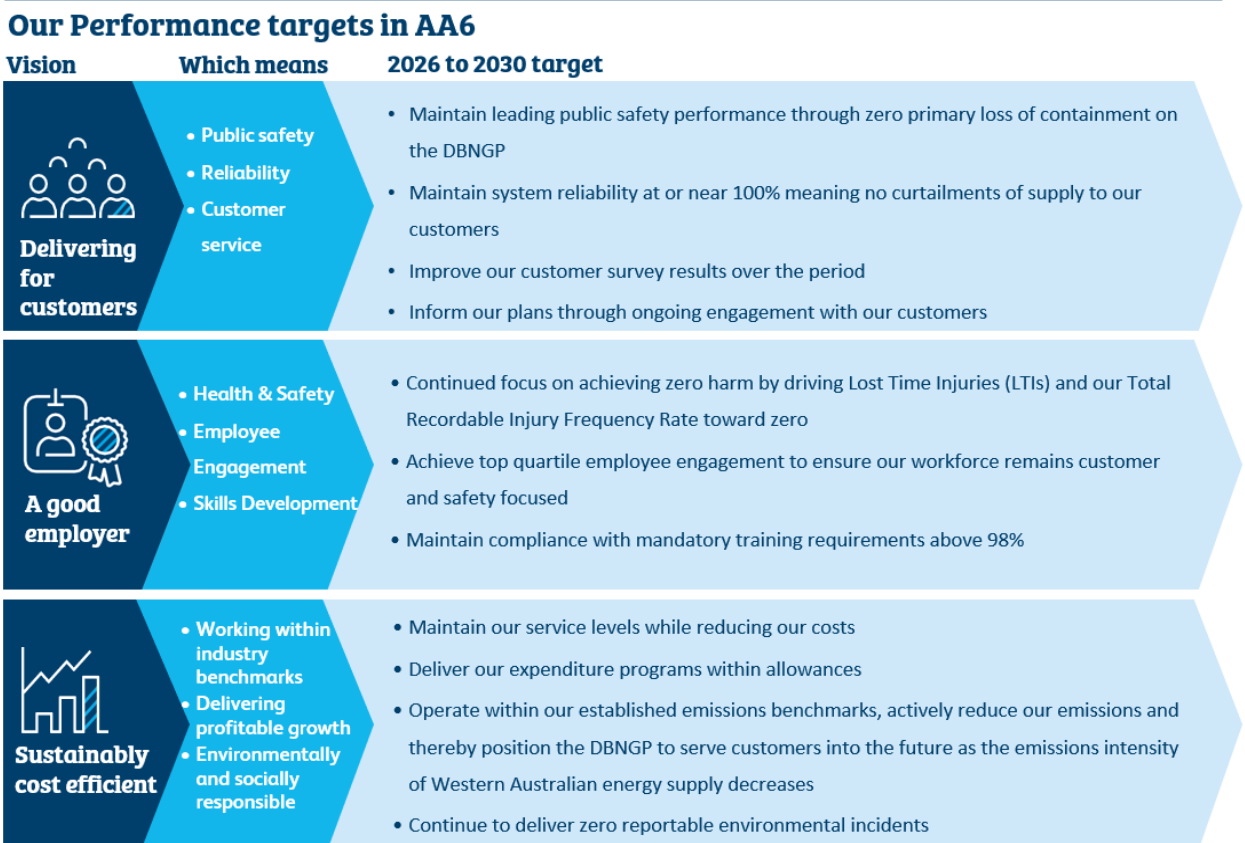 Our Performance targets in AA6
Vision
Which means
2026 to 2030 target
Delivering
for
customers
• Public safety
• Reliability
• Customer
service
• Maintain leading public safety performance through zero primary loss of containment on
the DBNGP
• Maintain system reliability at or near 100% meaning no curtailments of supply to our
customers
• Improve our customer survey results over the period
• Inform our plans through ongoing engagement with our customers
A good
employer
• Health & Safety
• Employee
Engagement
• Skills Development
• Continued focus on achieving zero harm by driving Lost Time Injuries (LTIs) and our Total
Recordable Injury Frequency Rate toward zero
• Achieve top quartile employee engagement to ensure our workforce remains customer
and safety focused
• Maintain compliance with mandatory training requirements above 98%
Sustainably
cost efficient
• Working within
industry
benchmarks
• Delivering
profitable growth
• Environmentally
and socially
responsible
• Maintain our service levels while reducing our costs
• Deliver our expenditure programs within allowances
• Operate within our established emissions benchmarks, actively reduce our emissions and
thereby position the DBNGP to serve customers into the future as the emissions intensity
of Western Australian energy supply decreases
• Continue to deliver zero reportable environmental incidents